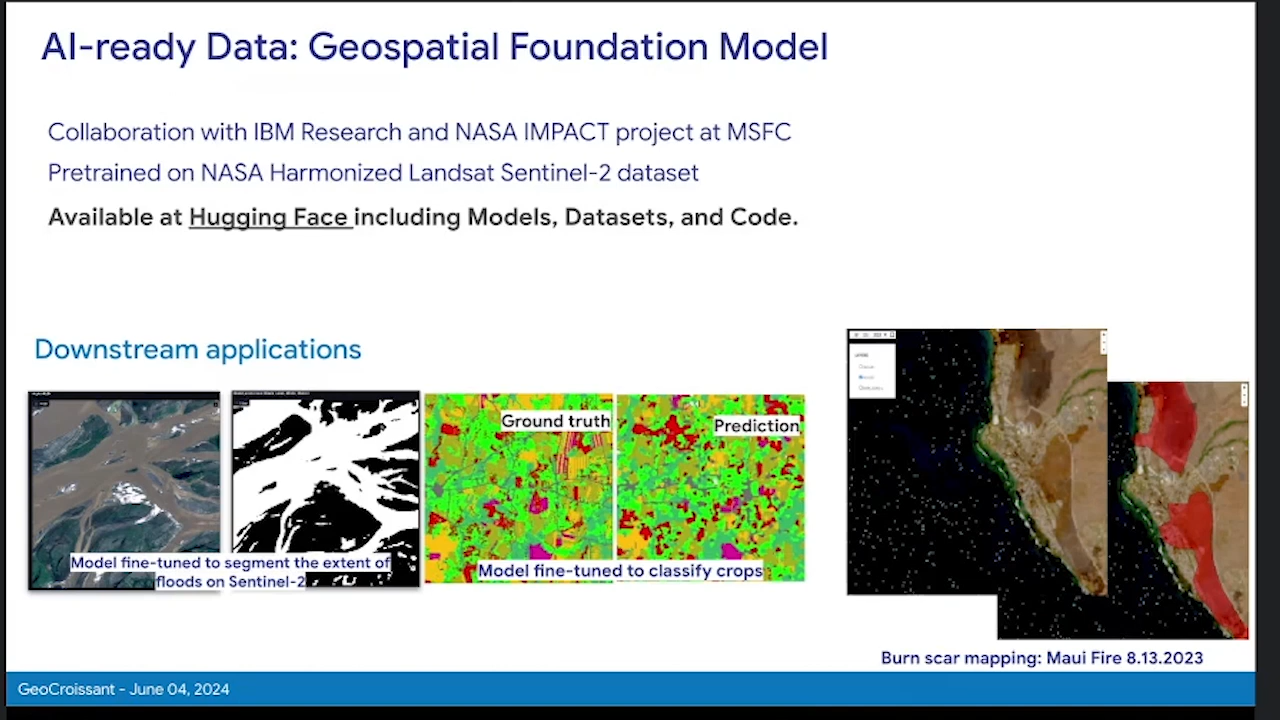 AI-ready Data: Geospatial Foundation Model
Collaboration with IBM Research and NASA IMPACT project at MSFC
Pretrained on NASA Harmonized Landsat Sentinel-2 dataset
Available at Hugging Face including Models, Datasets, and Code.
Downstream applications
Model fine-tuned to segment the extent of
floods on Sentinel-2
Ground truth
Prediction
Model fine-tuned to classify crops
Burn scar mapping: Maui Fire 8.13.2023
GeoCroissant - June 04, 2024